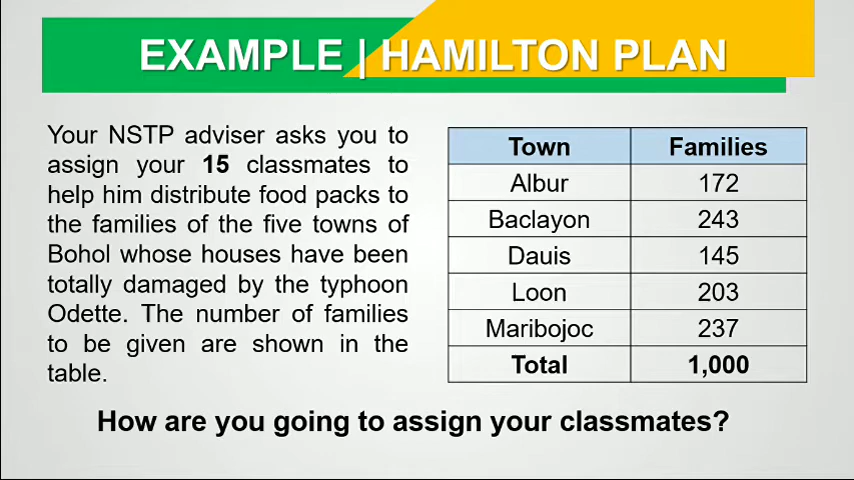 EXAMPLE | HAMILTON PLAN
Your NSTP adviser asks you to
assign your 15 classmates to
help him distribute food packs to
the families of the five towns of
Bohol whose houses have been
totally damaged by the typhoon
Odette. The number of families
to be given are shown in the
table.
Town Families
Albur 172
Baclayon 243
Dauis 145
Loon 203
Maribojoc 237
Total 1,000
How are you going to assign your classmates?